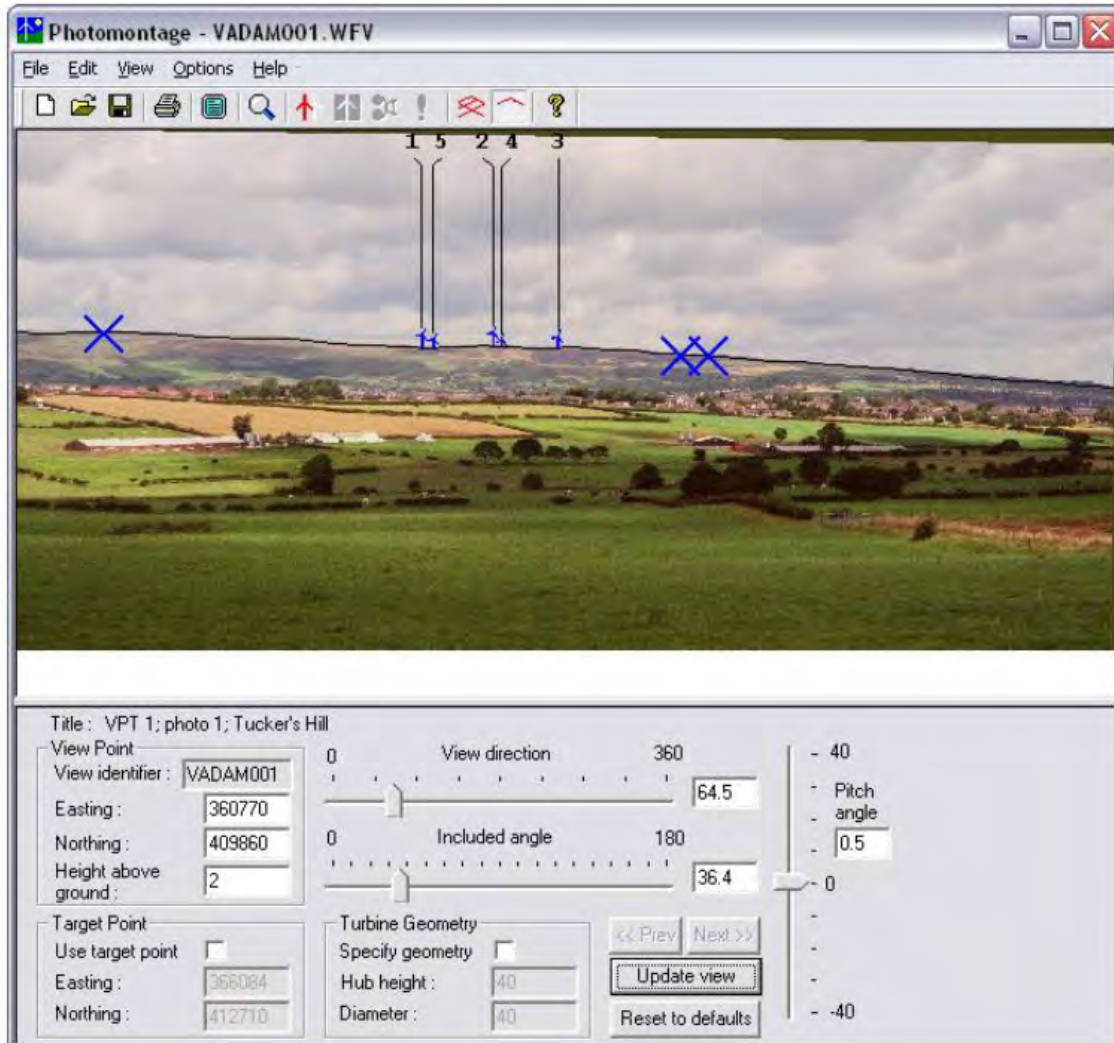 Photomontage - VADAM001.WFV
File Edit View Options Help
1 5 2 4 3
Title : VPT 1; photo 1; Tucker's Hill
View Point
View identifier : VADAM001
Easting : 360770
Northing : 409860
Height above ground : 2
0 View direction 360
64.5
0 Included angle 180
36.4
40
Pitch angle
0.5
0
-40
Target Point
Use target point
Easting : 366084
Northing : 412710
Turbine Geometry
Specify geometry
Hub height : 40
Diameter : 40
<< Prev Next >>
Update view
Reset to defaults